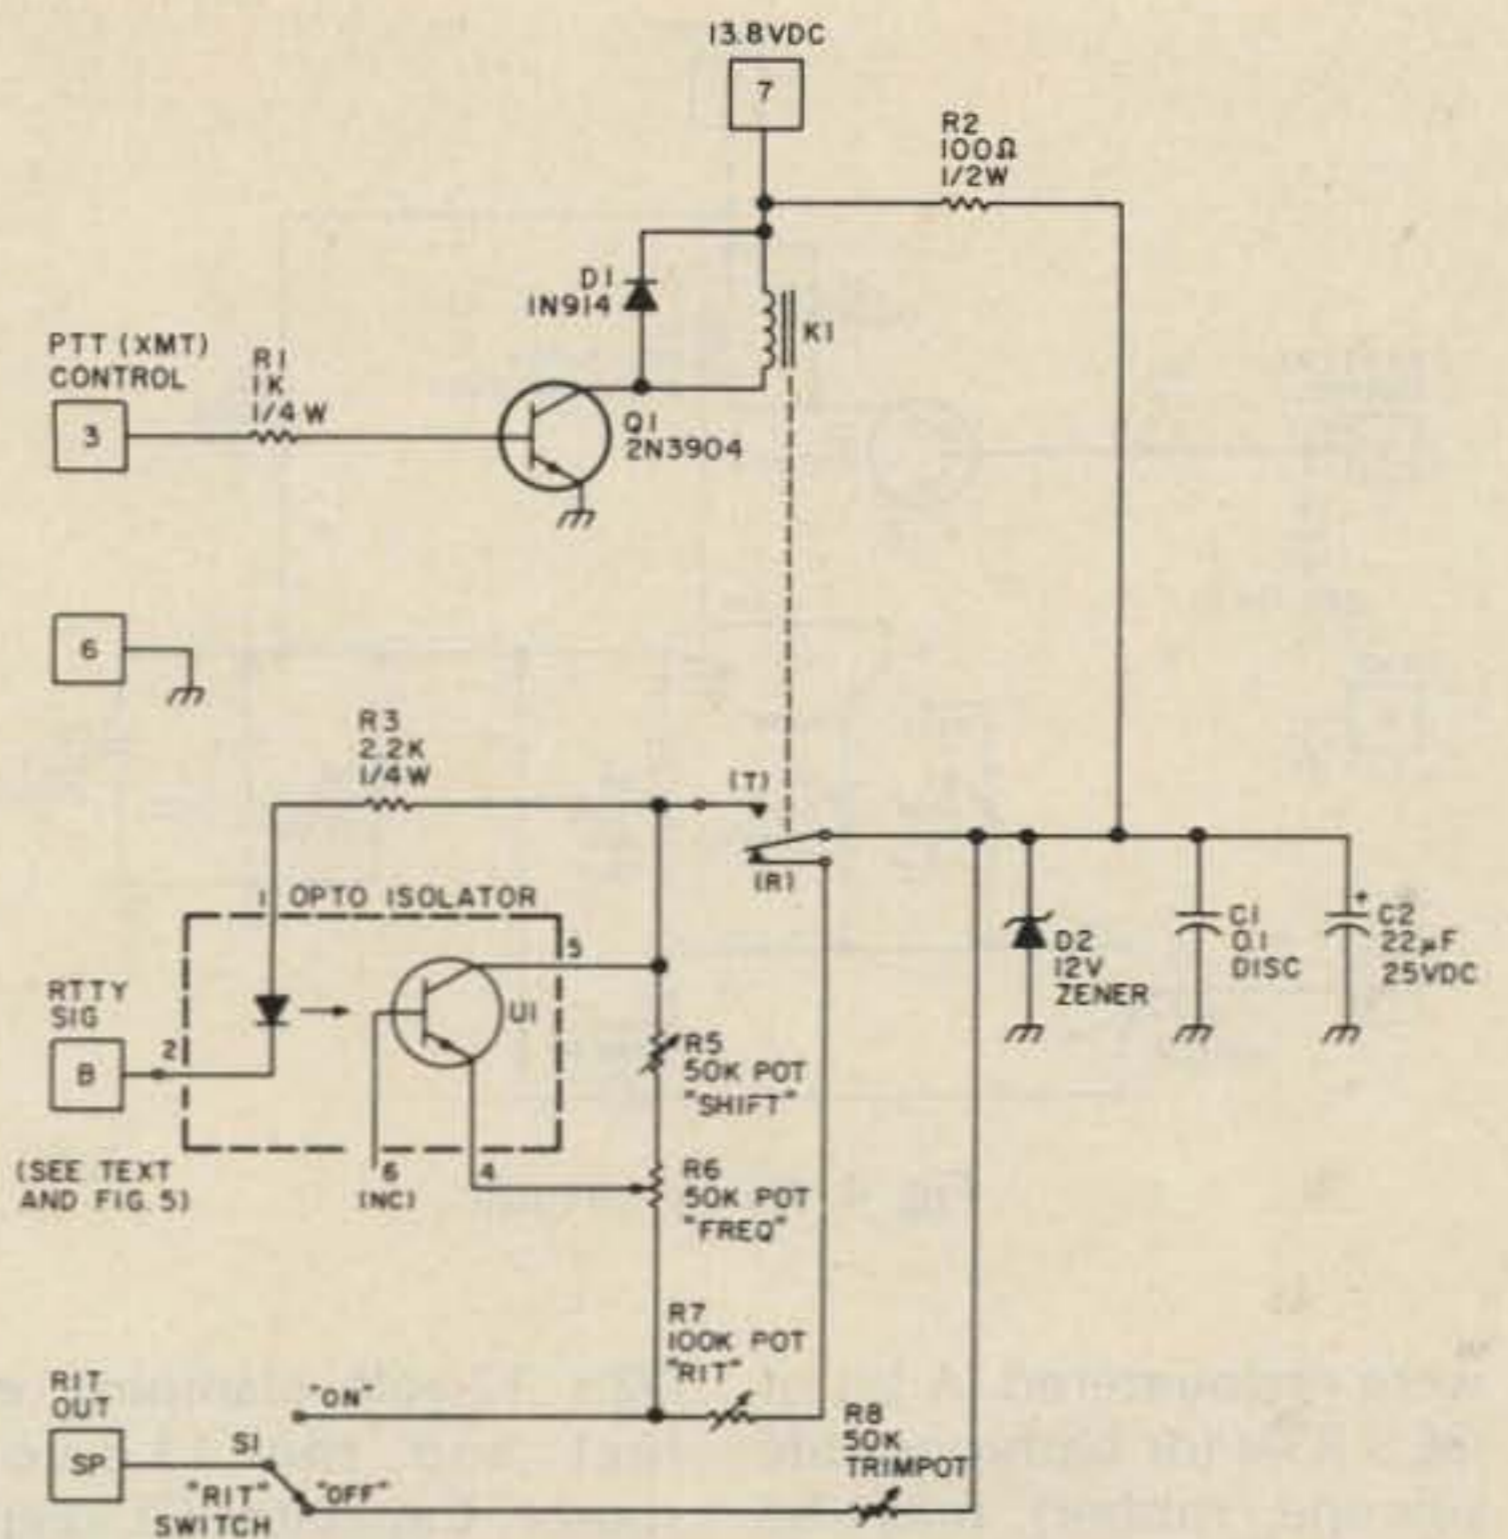 13.8VDC
7
R2
100Ω
1/2W
D1
1N914
K1
PTT (XMT)
CONTROL
3
R1
1K
1/4W
Q1
2N3904
6
R3
2.2K
1/4W
(T)
(R)
1 OPTO ISOLATOR
5
RTTY
SIG
B
2
U1
(SEE TEXT
AND FIG. 5)
6
(NC)
4
R5
50K POT
"SHIFT"
R6
50K POT
"FREQ"
D2
12V
ZENER
C1
0.1
DISC
+
C2
22µF
25VDC
R7
100K POT
"RIT"
R8
50K
TRIMPOT
RIT
OUT
SP
S1
"ON"
"OFF"
"RIT"
SWITCH